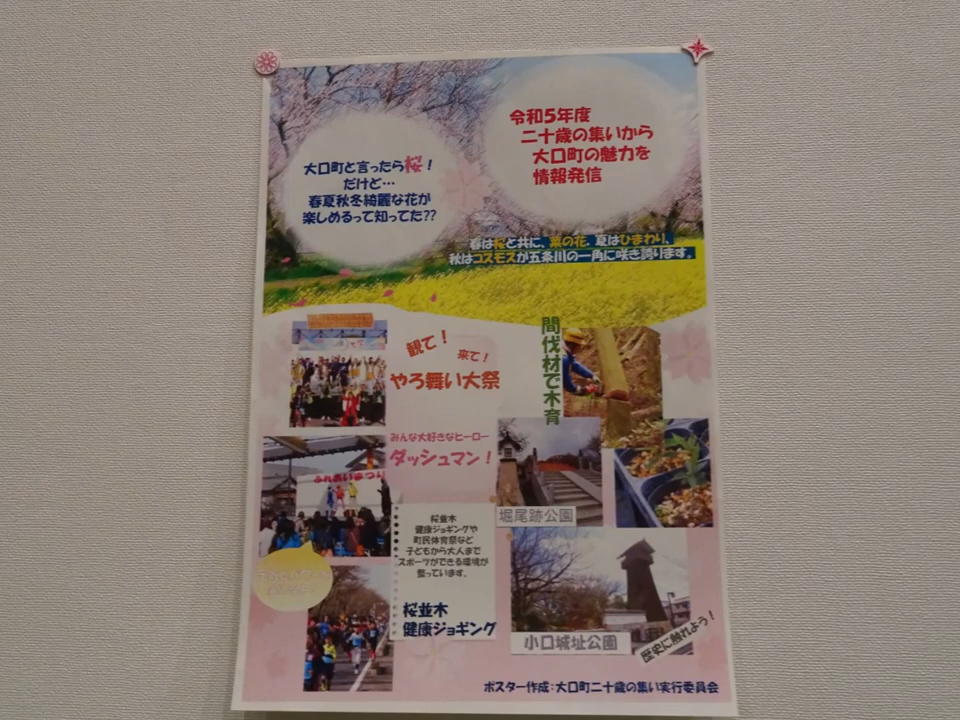 令和5年度
二十歳の集いから
大口町の魅力を
情報発信
大口町と言ったら桜！
だけど…
春夏秋冬綺麗な花が
楽しめるって知ってた??
春は桜と共に、菜の花。夏はひまわり、
秋はコスモスが五条川の一角に咲き誇ります。
観て！
来て！
やろ舞い大祭
間伐材で木育
みんな大好きなヒーロー
ダッシュマン！
ふれあいまつり
堀尾跡公園
桜並木
健康ジョギングや
町民体育祭など
子どもから大人まで
スポーツができる環境が
整っています。
桜並木
健康ジョギング
小口城址公園
歴史に触れよう！
ポスター作成：大口町二十歳の集い実行委員会